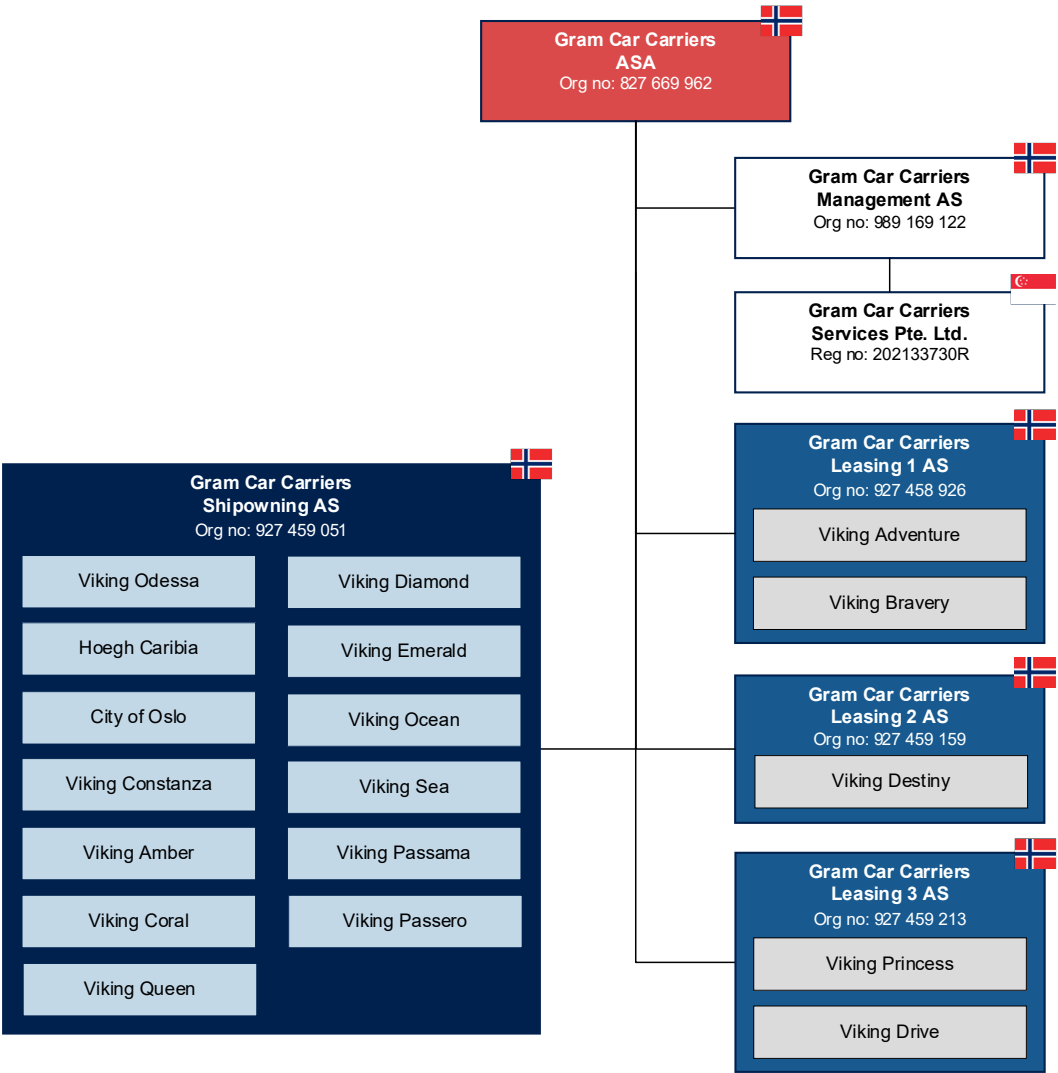 Gram Car Carriers
ASA
Org no: 827 669 962
Gram Car Carriers
Management AS
Org no: 989 169 122
Gram Car Carriers
Services Pte. Ltd.
Reg no: 202133730R
Gram Car Carriers
Leasing 1 AS
Org no: 927 458 926
Viking Adventure
Viking Bravery
Gram Car Carriers
Shipowning AS
Org no: 927 459 051
Viking Odessa
Viking Diamond
Hoegh Caribia
Viking Emerald
City of Oslo
Viking Ocean
Viking Constanza
Viking Sea
Viking Amber
Viking Passama
Viking Coral
Viking Passero
Viking Queen
Gram Car Carriers
Leasing 2 AS
Org no: 927 459 159
Viking Destiny
Gram Car Carriers
Leasing 3 AS
Org no: 927 459 213
Viking Princess
Viking Drive